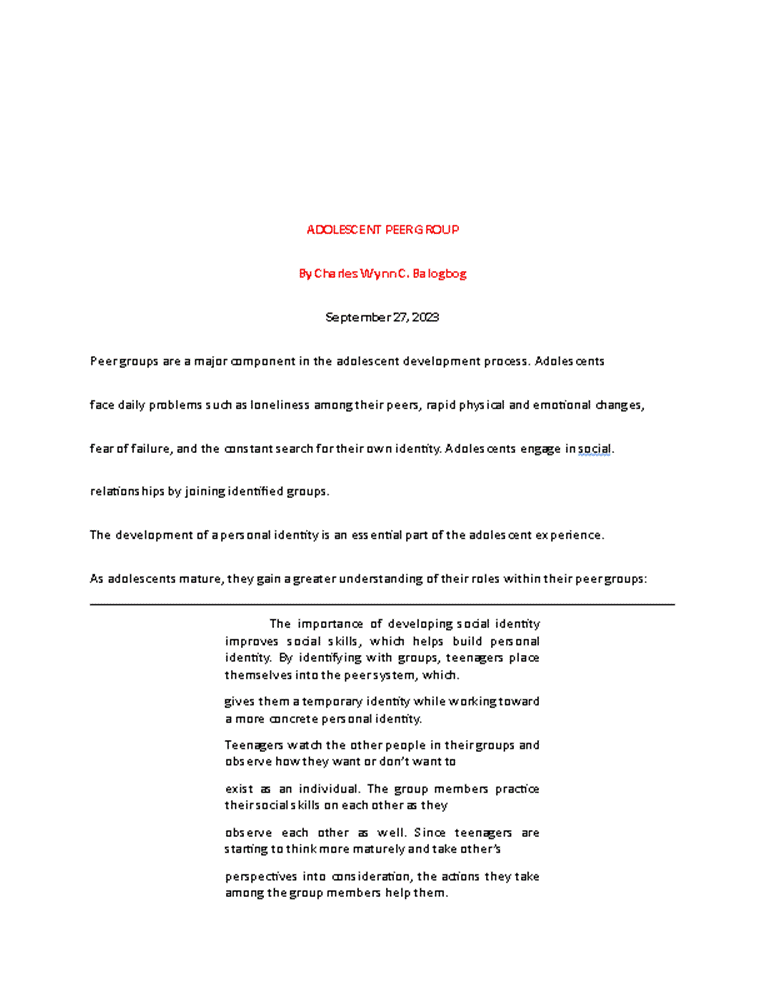 ADOLESCENT PEER GROUP
By Charles Wynn C. Balogbog
September 27, 2023
Peer groups are a major component in the adolescent development process. Adolescents
face daily problems such as loneliness among their peers, rapid physical and emotional changes,
fear of failure, and the constant search for their own identity. Adolescents engage in social.
relationships by joining identified groups.
The development of a personal identity is an essential part of the adolescent experience.
As adolescents mature, they gain a greater understanding of their roles within their peer groups:
The importance of developing social identity
improves social skills, which helps build personal
identity. By identifying with groups, teenagers place
themselves into the peer system, which.
gives them a temporary identity while working toward
a more concrete personal identity.
Teenagers watch the other people in their groups and
observe how they want or don't want to
exist as an individual. The group members practice
their social skills on each other as they
observe each other as well. Since teenagers are
starting to think more maturely and take other's
perspectives into consideration, the actions they take
among the group members help them.